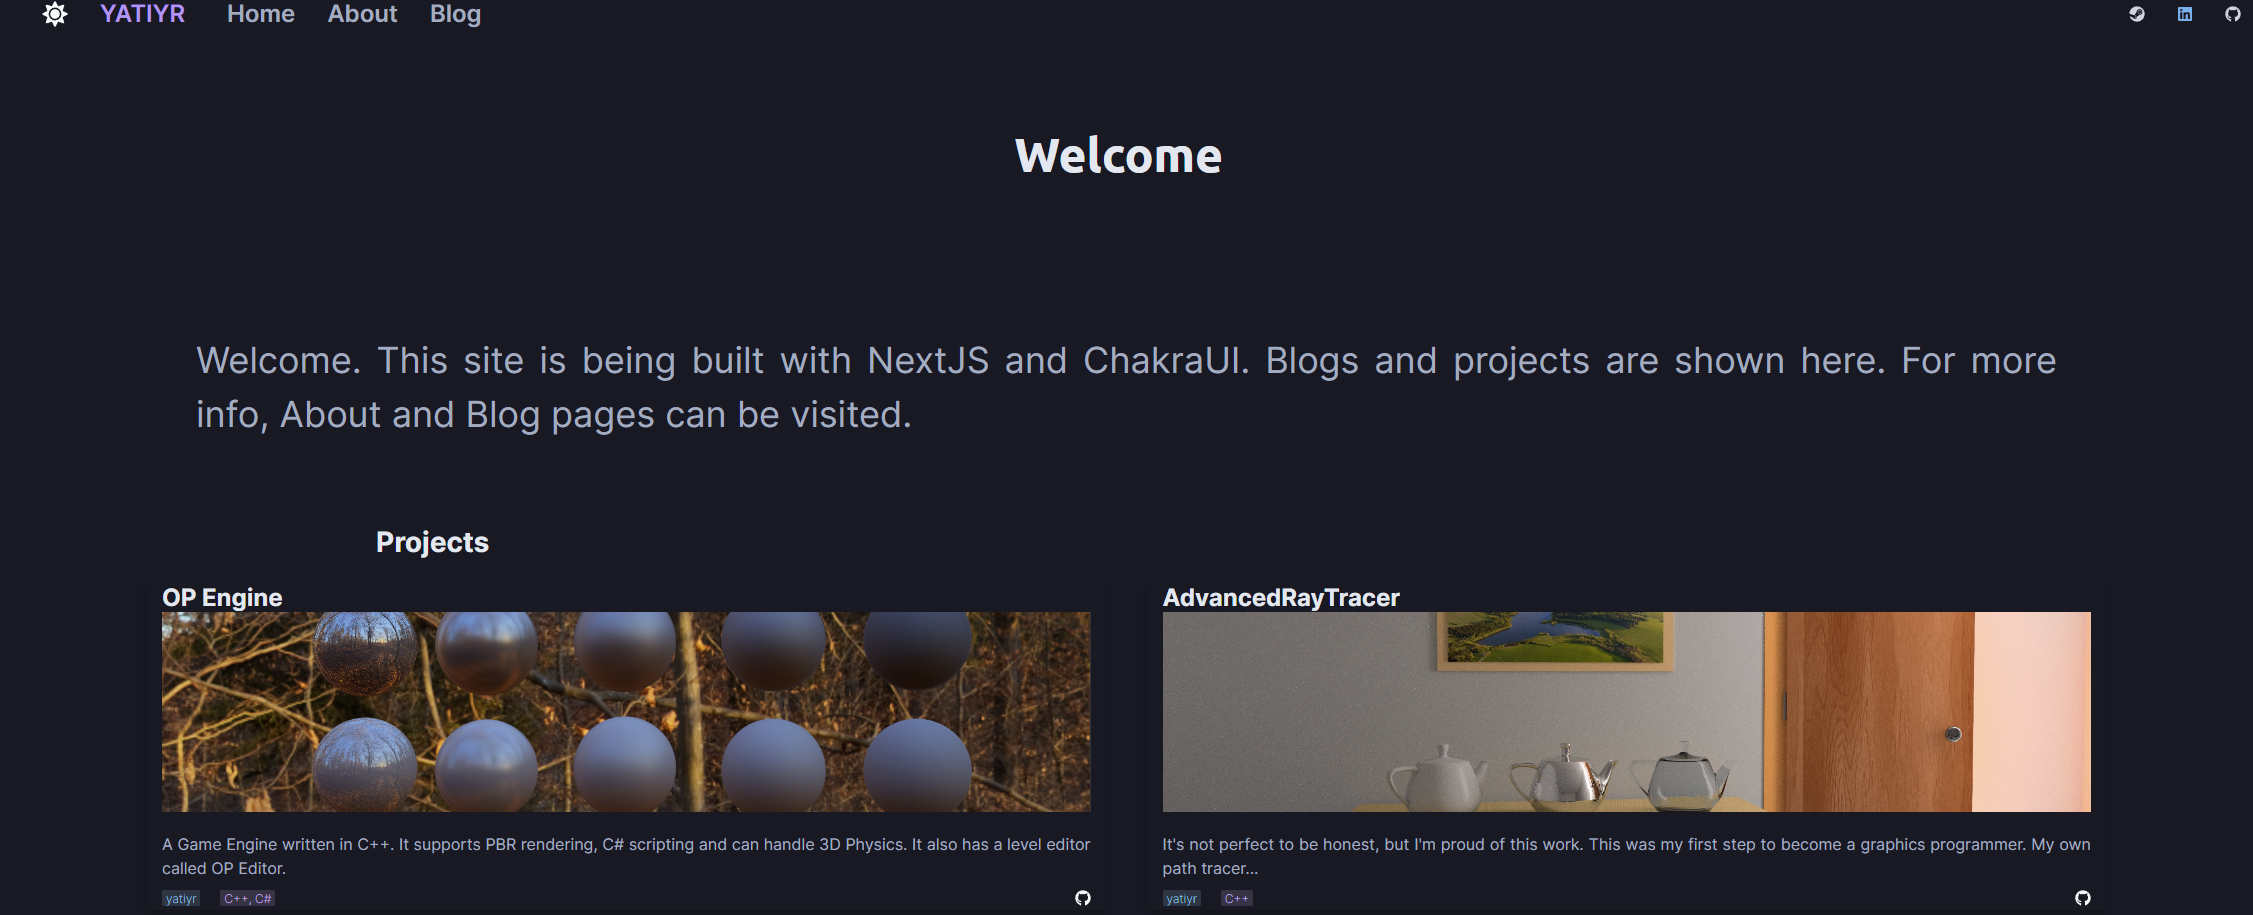 YATIYR Home About Blog
Welcome
Welcome. This site is being built with NextJS and ChakraUI. Blogs and projects are shown here. For more
info, About and Blog pages can be visited.
Projects
OP Engine
A Game Engine written in C++. It supports PBR rendering, C# scripting and can handle 3D Physics. It also has a level editor
called OP Editor.
yatiyr C++, C#
AdvancedRayTracer
It's not perfect to be honest, but I'm proud of this work. This was my first step to become a graphics programmer. My own
path tracer...
yatiyr C++